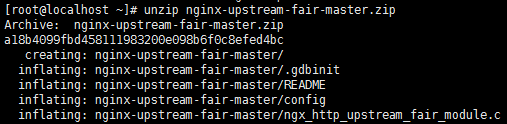 [root@localhost ~]# unzip nginx-upstream-fair-master.zip
Archive:  nginx-upstream-fair-master.zip
a18b4099fbd458111983200e098b6f0c8efed4bc
   creating: nginx-upstream-fair-master/
  inflating: nginx-upstream-fair-master/.gdbinit
  inflating: nginx-upstream-fair-master/README
  inflating: nginx-upstream-fair-master/config
  inflating: nginx-upstream-fair-master/ngx_http_upstream_fair_module.c